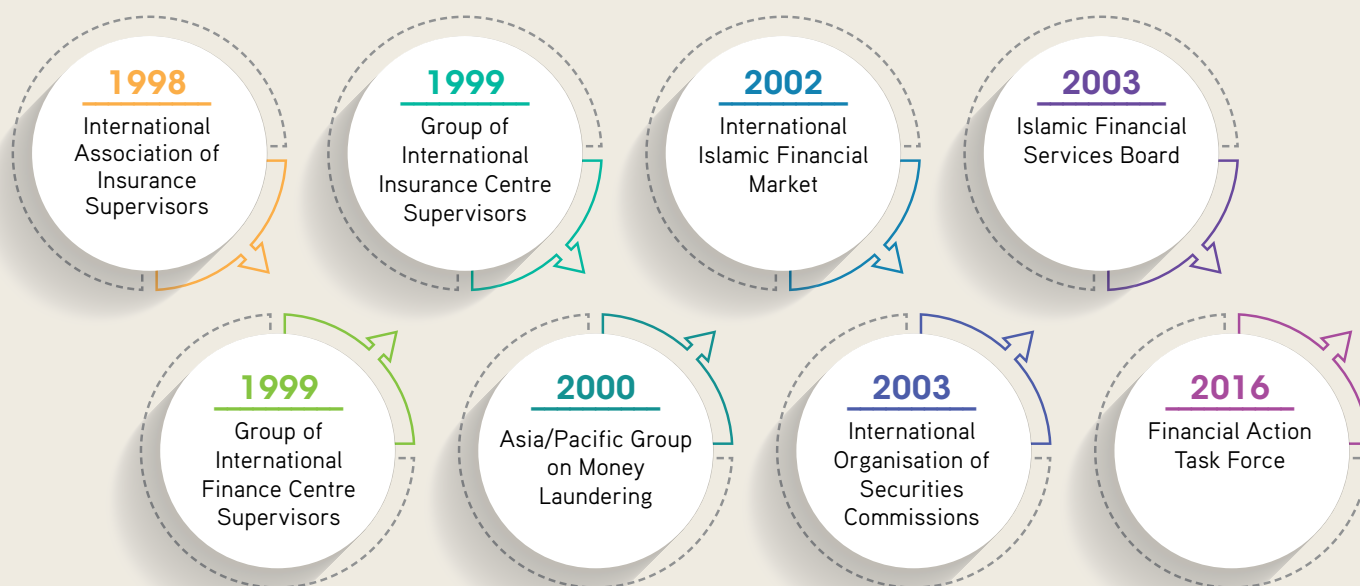 1998
International
Association of
Insurance
Supervisors
1999
Group of
International
Finance Centre
Supervisors
1999
Group of
International
Insurance Centre
Supervisors
2000
Asia/Pacific Group
on Money
Laundering
2002
International
Islamic Financial
Market
2003
International
Organisation of
Securities
Commissions
2003
Islamic Financial
Services Board
2016
Financial Action
Task Force